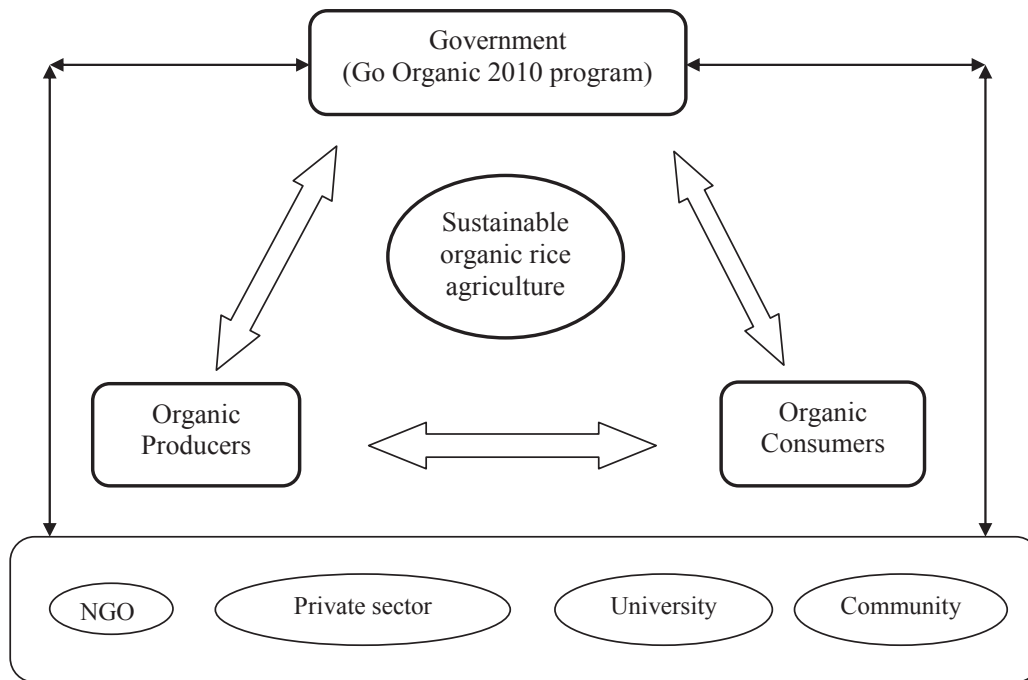 Government
(Go Organic 2010 program)
Sustainable
organic rice
agriculture
Organic
Producers
Organic
Consumers
NGO
Private sector
University
Community